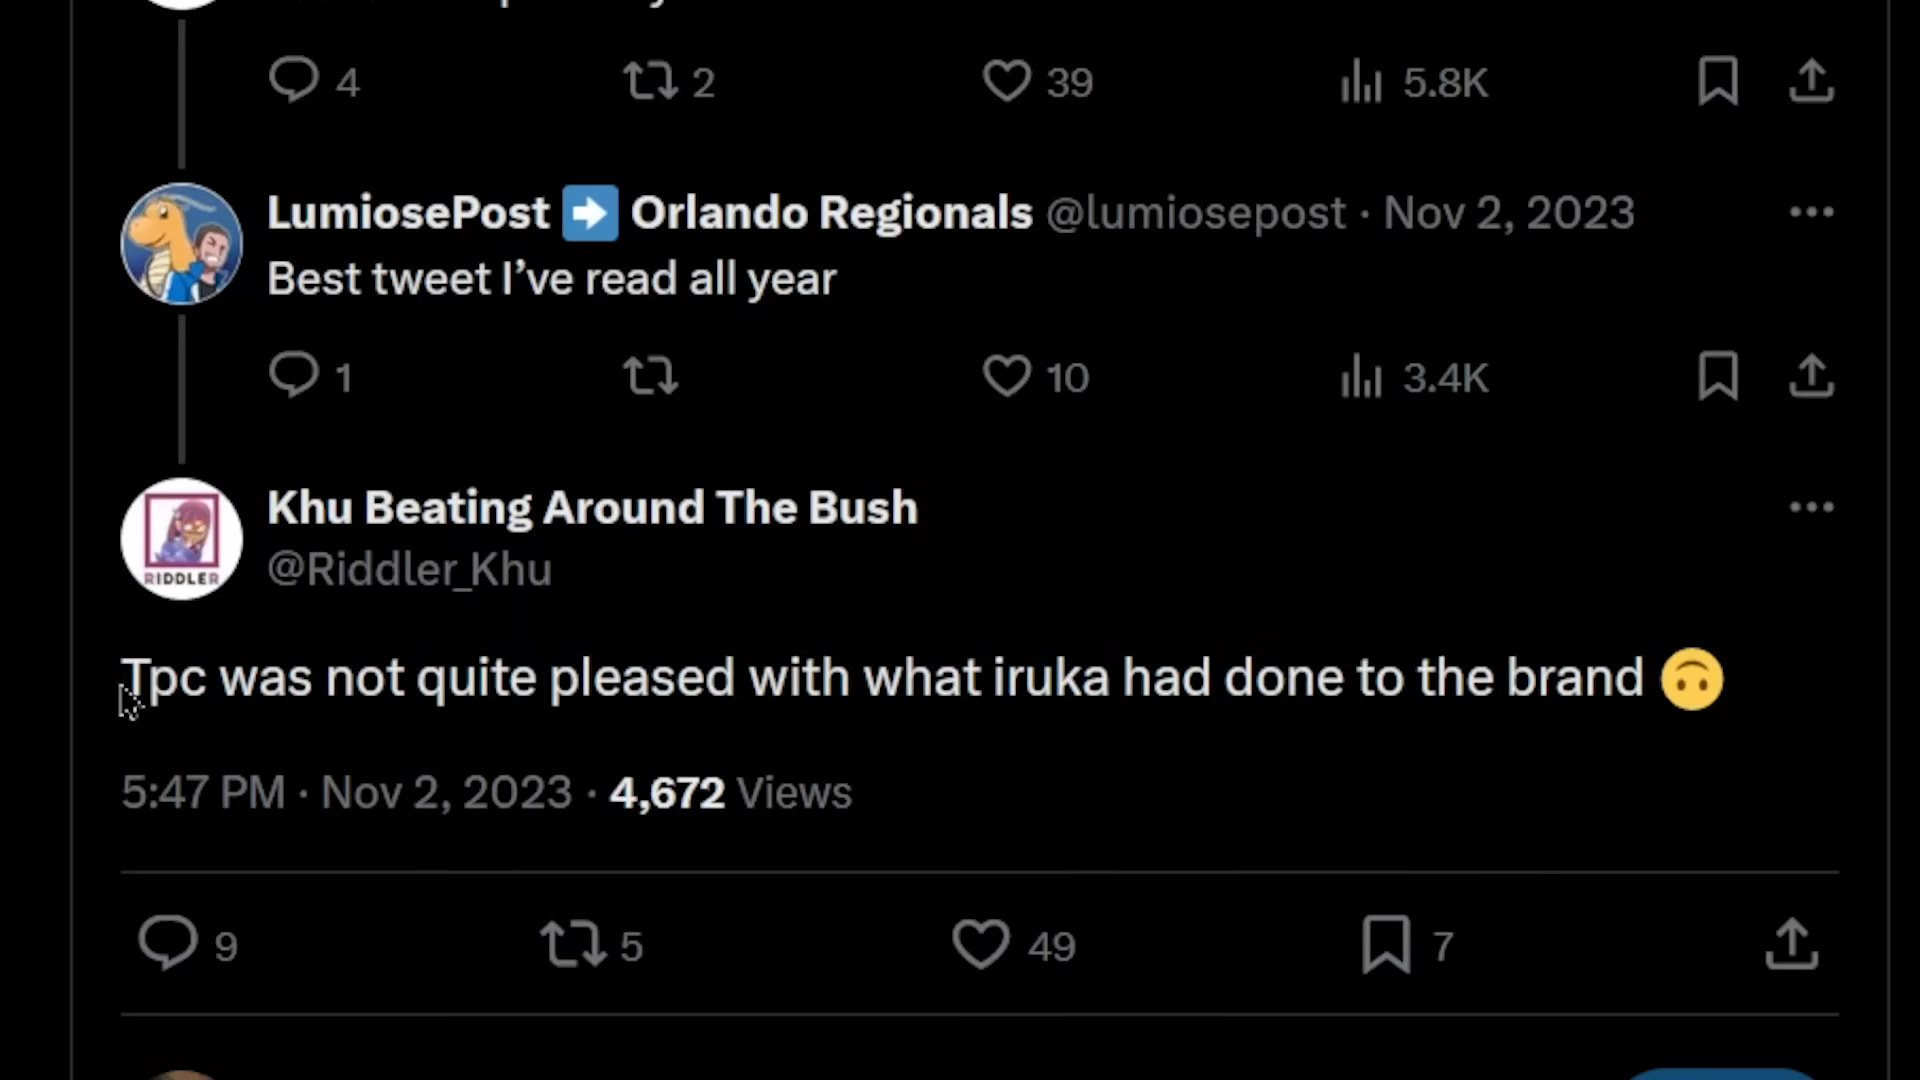 4 2 39 5.8K
LumiosePost ➡️ Orlando Regionals @lumiosepost · Nov 2, 2023
Best tweet I’ve read all year
1 10 3.4K
Khu Beating Around The Bush
@Riddler_Khu
RIDDLER
Tpc was not quite pleased with what iruka had done to the brand 🙃
5:47 PM · Nov 2, 2023 · 4,672 Views
9 5 49 7